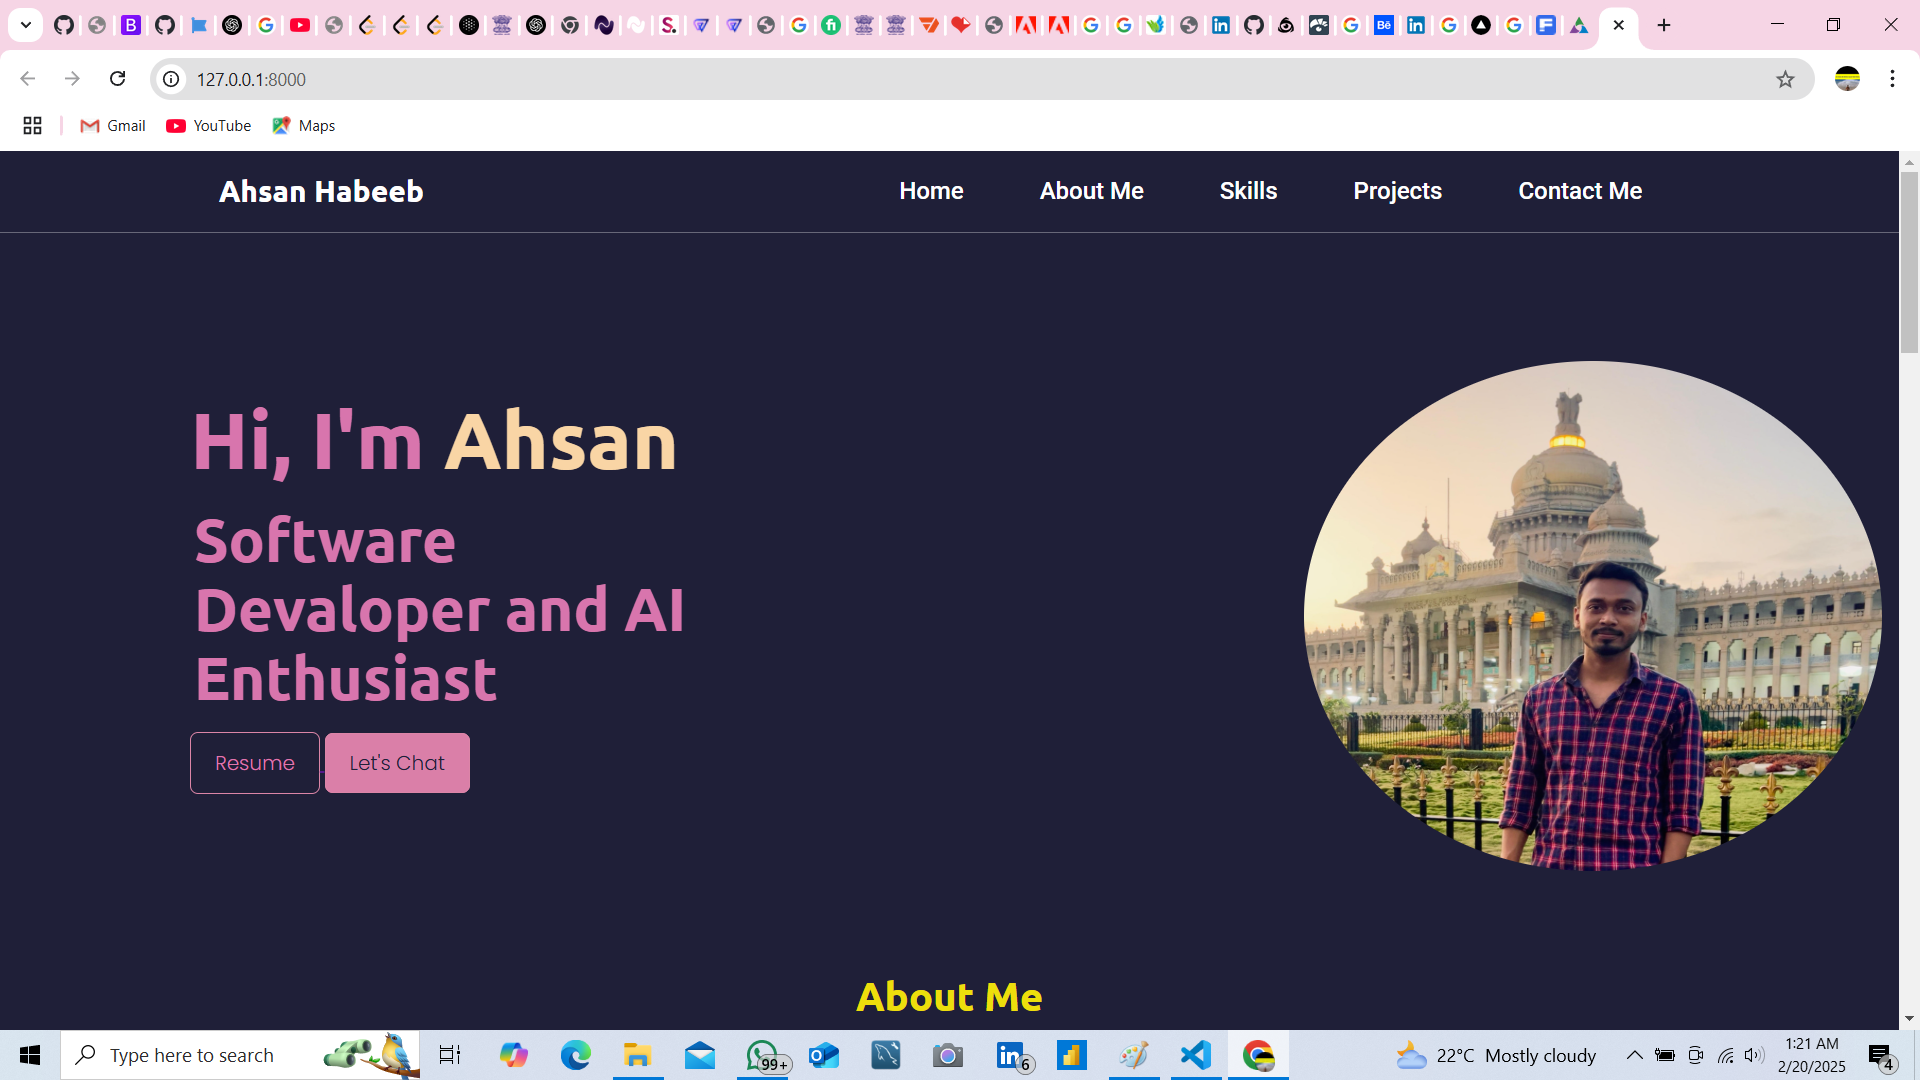 127.0.0.1:8000
Gmail YouTube Maps
Ahsan Habeeb Home About Me Skills Projects Contact Me
Hi, I'm Ahsan
Software
Devaloper and AI
Enthusiast
Resume Let's Chat
About Me
Type here to search 99+ 6 22°C Mostly cloudy 1:21 AM
2/20/2025 4